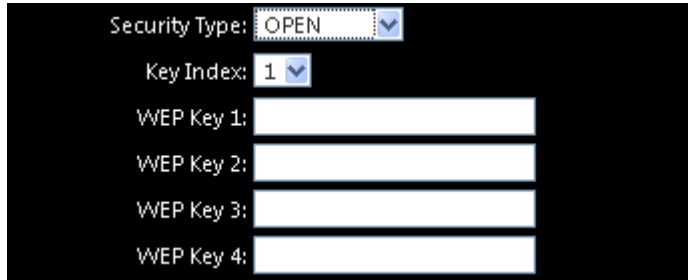 Security Type: OPEN
Key Index: 1
WEP Key 1:
WEP Key 2:
WEP Key 3:
WEP Key 4: